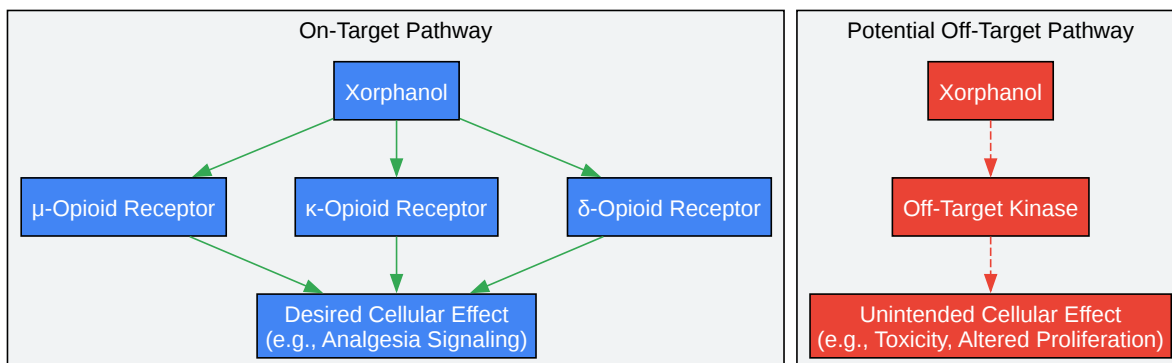 On-Target Pathway
Xorphanol
μ-Opioid Receptor
κ-Opioid Receptor
δ-Opioid Receptor
Desired Cellular Effect
(e.g., Analgesia Signaling)
Potential Off-Target Pathway
Xorphanol
Off-Target Kinase
Unintended Cellular Effect
(e.g., Toxicity, Altered Proliferation)